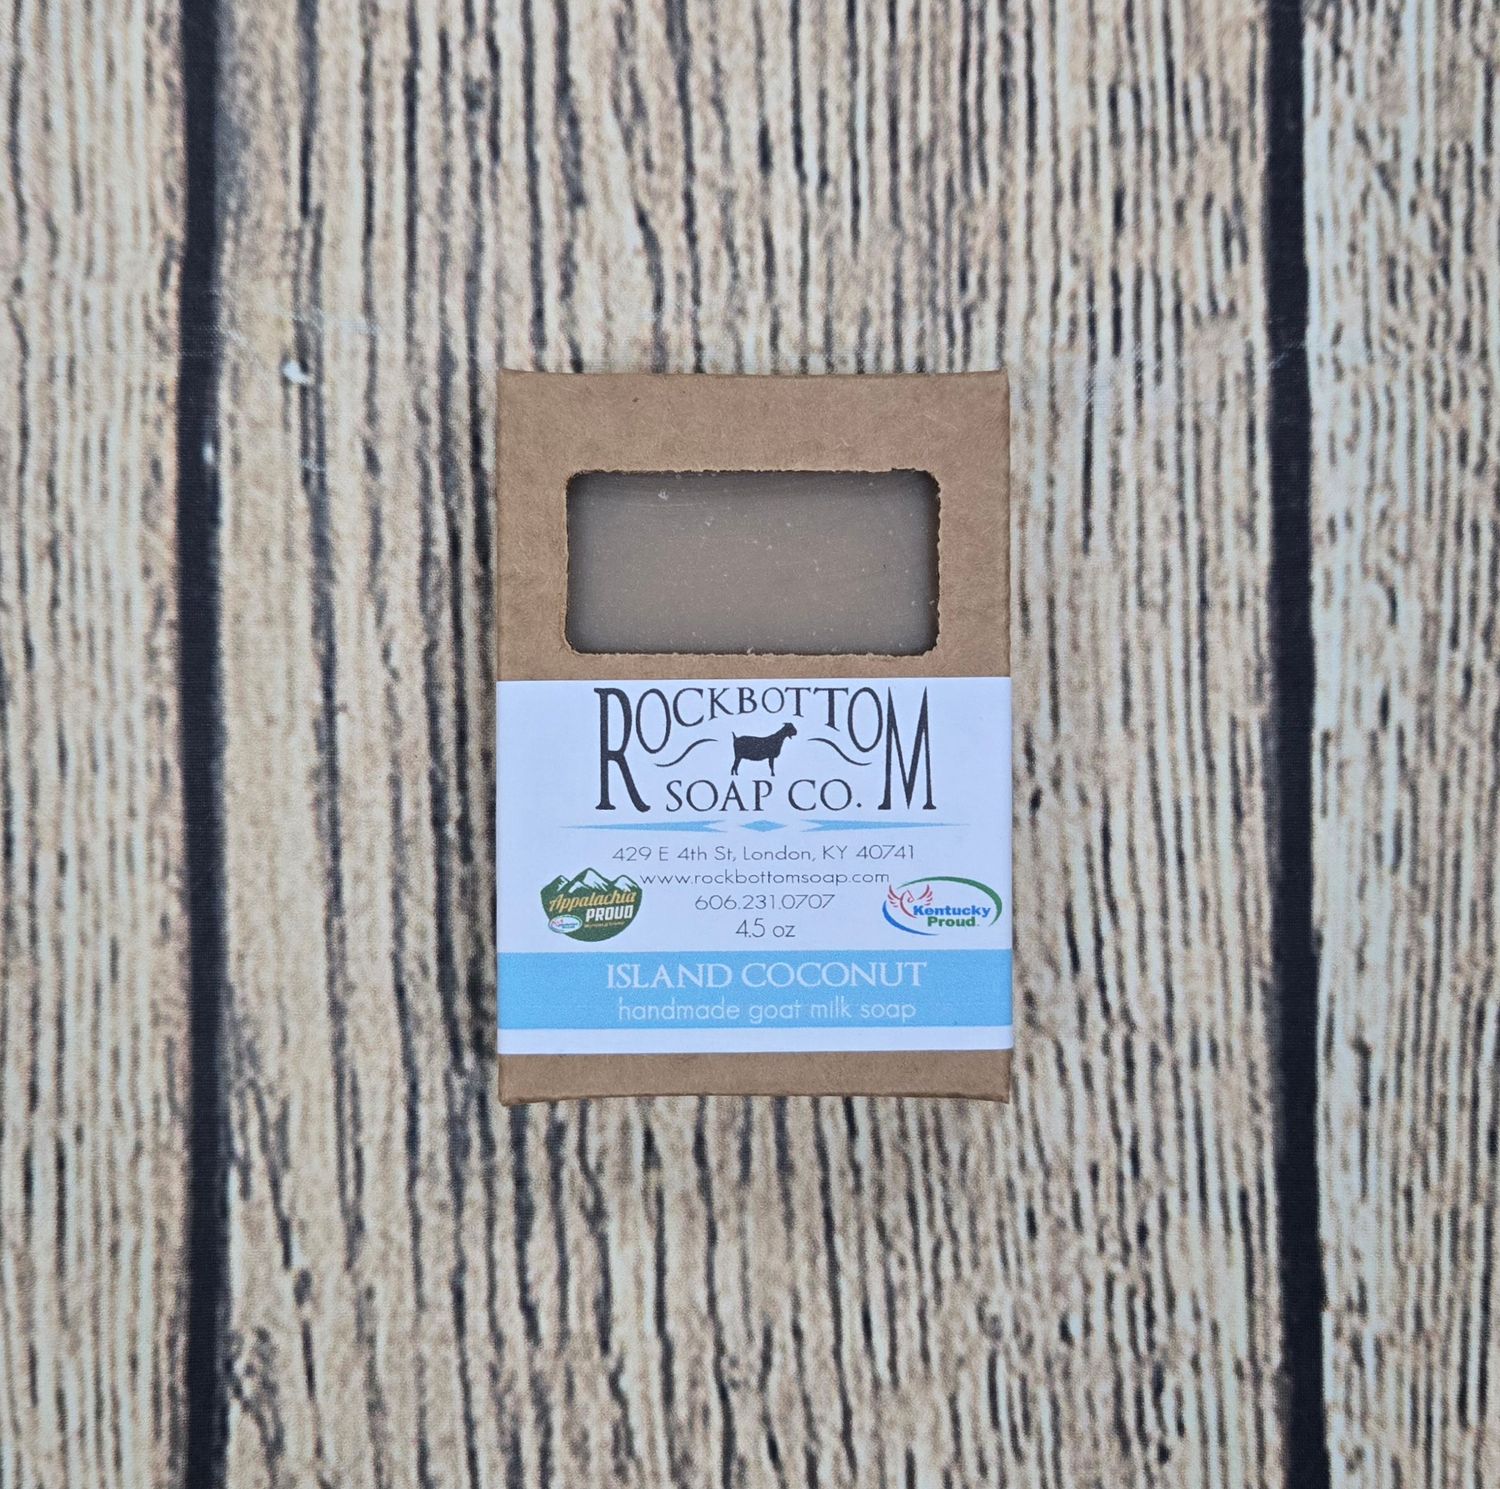 ROCKBOTTOM
SOAP CO.
429 E 4th St, London, KY 40741
www.rockbottomsoap.com
606.231.0707
4.5 oz
Appalachia
PROUD
Kentucky
Proud
ISLAND COCONUT
handmade goat milk soap